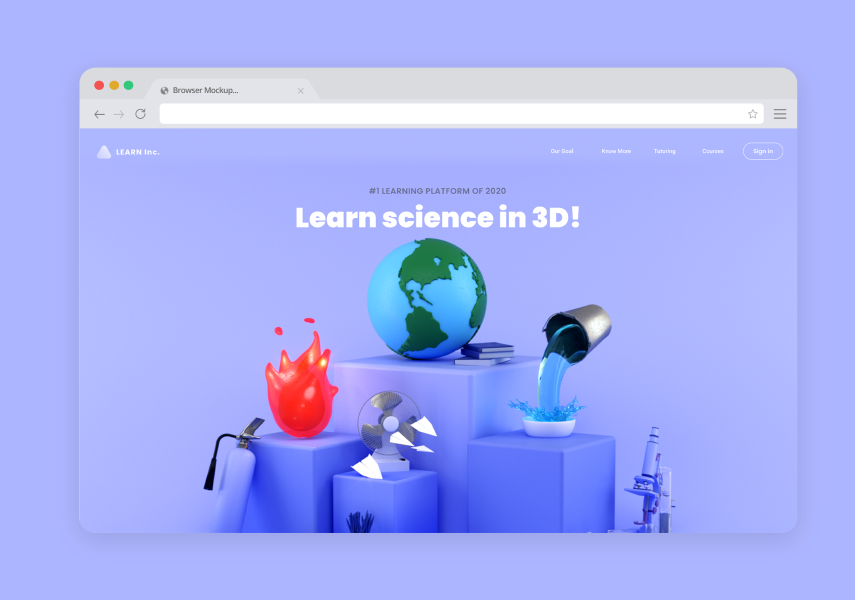 Browser Mockup...
LEARN Inc.
Our Goal
Know More
Tutoring
Courses
Sign in
#1 LEARNING PLATFORM OF 2020
Learn science in 3D!